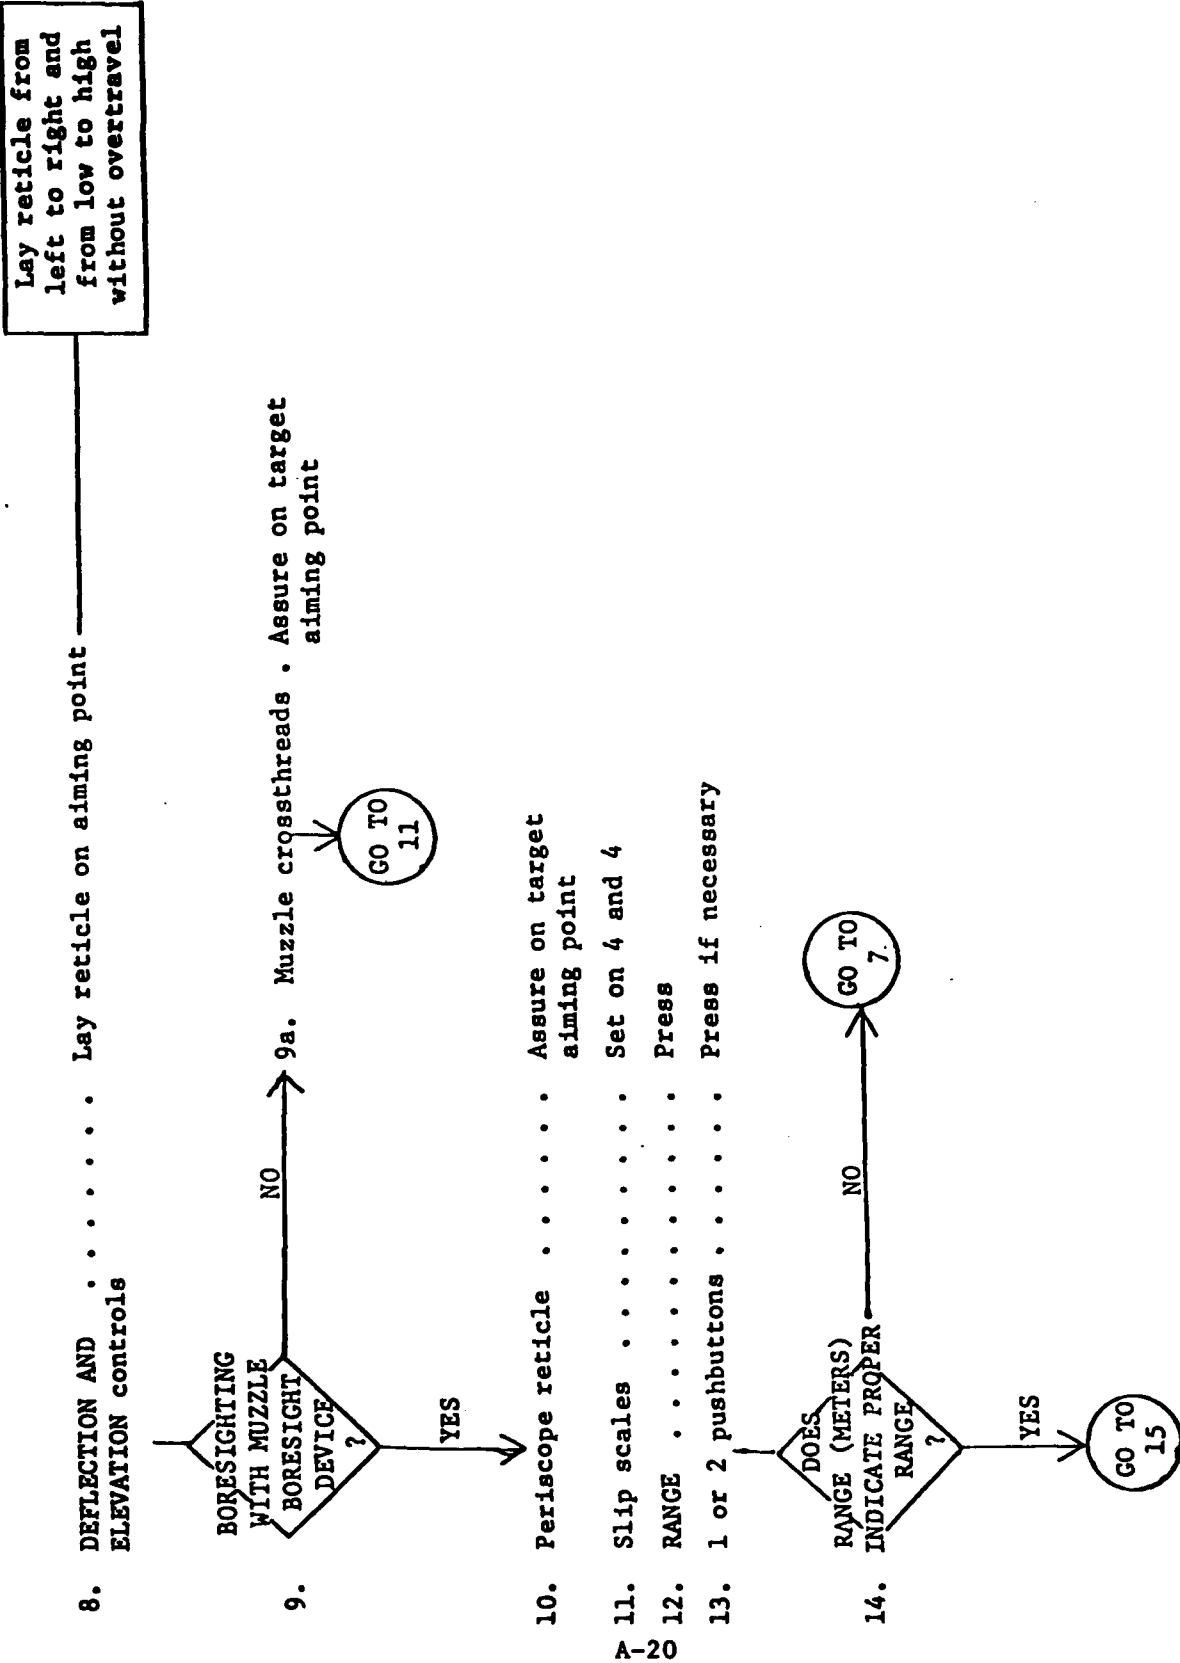 Lay reticle from
left to right and
from low to high
without overtravel
8. DEFLECTION AND . . . . . . . Lay reticle on aiming point
ELEVATION controls
9. BORESIGHTING
WITH MUZZLE
BORESIGHT
DEVICE
?
NO
9a. Muzzle crossthreads . Assure on target
aiming point
GO TO
11
YES
10. Periscope reticle . . . . . . Assure on target
aiming point
11. Slip scales . . . . . . . . . Set on 4 and 4
12. RANGE . . . . . . . . . . . . Press
13. 1 or 2 pushbuttons . . . . . . Press if necessary
14. DOES
RANGE (METERS)
INDICATE PROPER
RANGE
?
NO
GO TO
7.
YES
GO TO
15
A-20